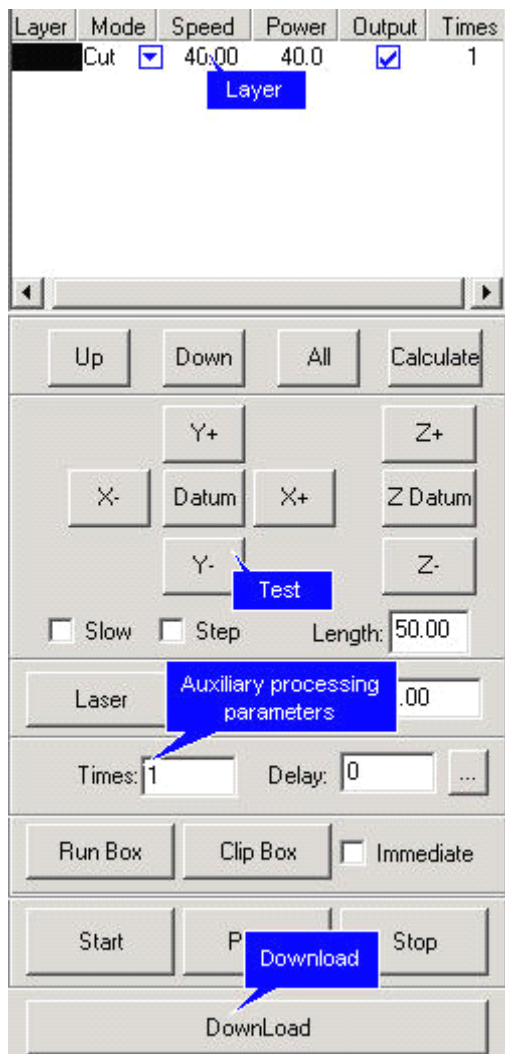 Layer Mode Speed Power Output Times
Cut 40.00 40.0 1
Layer
Up Down All Calculate
Y+ Z+
X- Datum X+ Z Datum
Y- Z-
Test
Slow Step Length: 50.00
Laser .00
Auxiliary processing
parameters
Times: 1 Delay: 0 ...
Run Box Clip Box Immediate
Start P Stop
Download
DownLoad